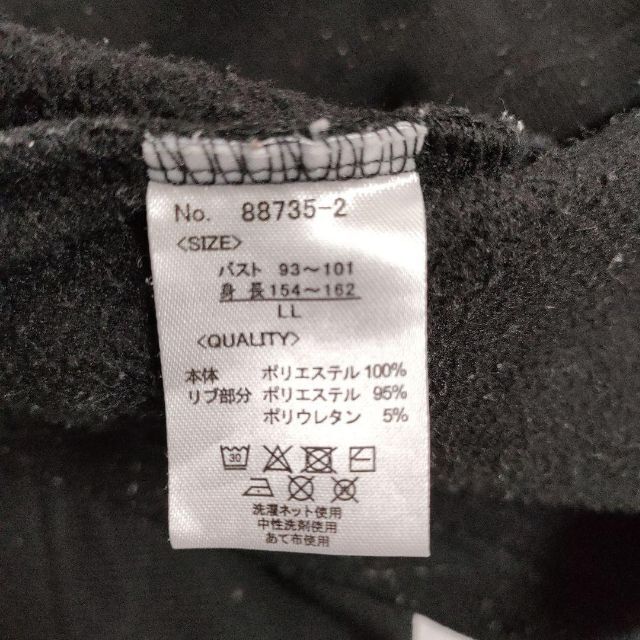 No. 88735-2
<SIZE>
バスト 93～101
身長154～162
LL
<QUALITY>
本体 ポリエステル 100%
リブ部分 ポリエステル 95%
ポリウレタン 5%
30
洗濯ネット使用
中性洗剤使用
あて布使用